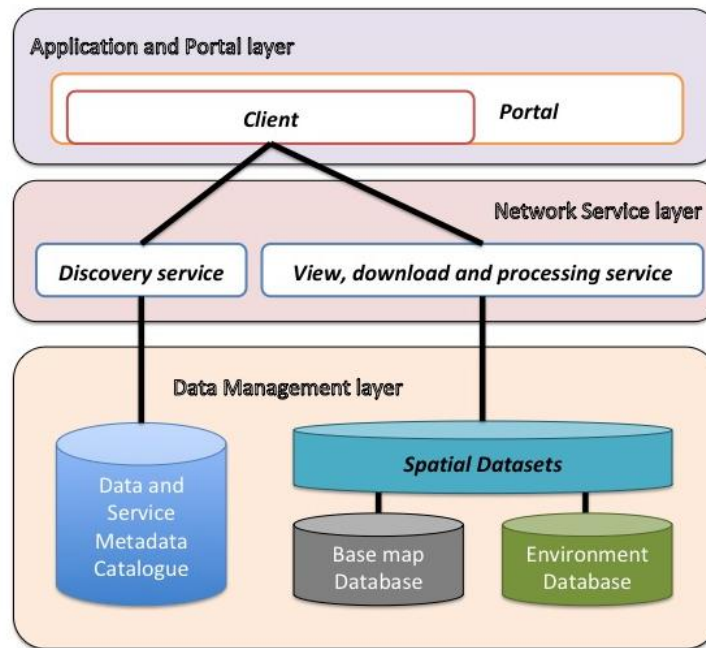 Application and Portal layer
Client
Portal
Network Service layer
Discovery service
View, download and processing service
Data Management layer
Spatial Datasets
Data and
Service
Metadata
Catalogue
Base map
Database
Environment
Database